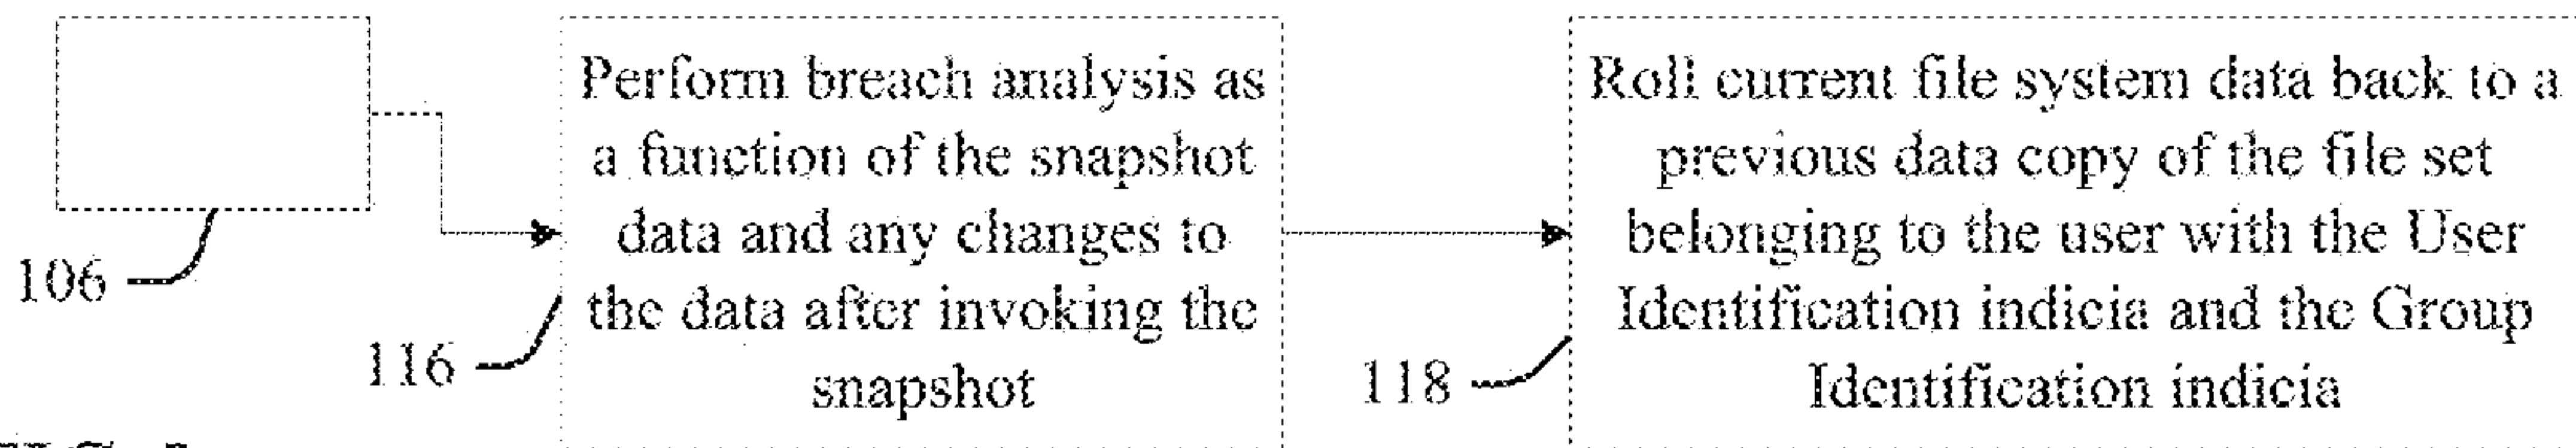 Perform breach analysis as
a function of the snapshot
data and any changes to
the data after invoking the
snapshot
Roll current file system data back to a
previous data copy of the file set
belonging to the user with the User
Identification indicia and the Group
Identification indicia
106
116
118